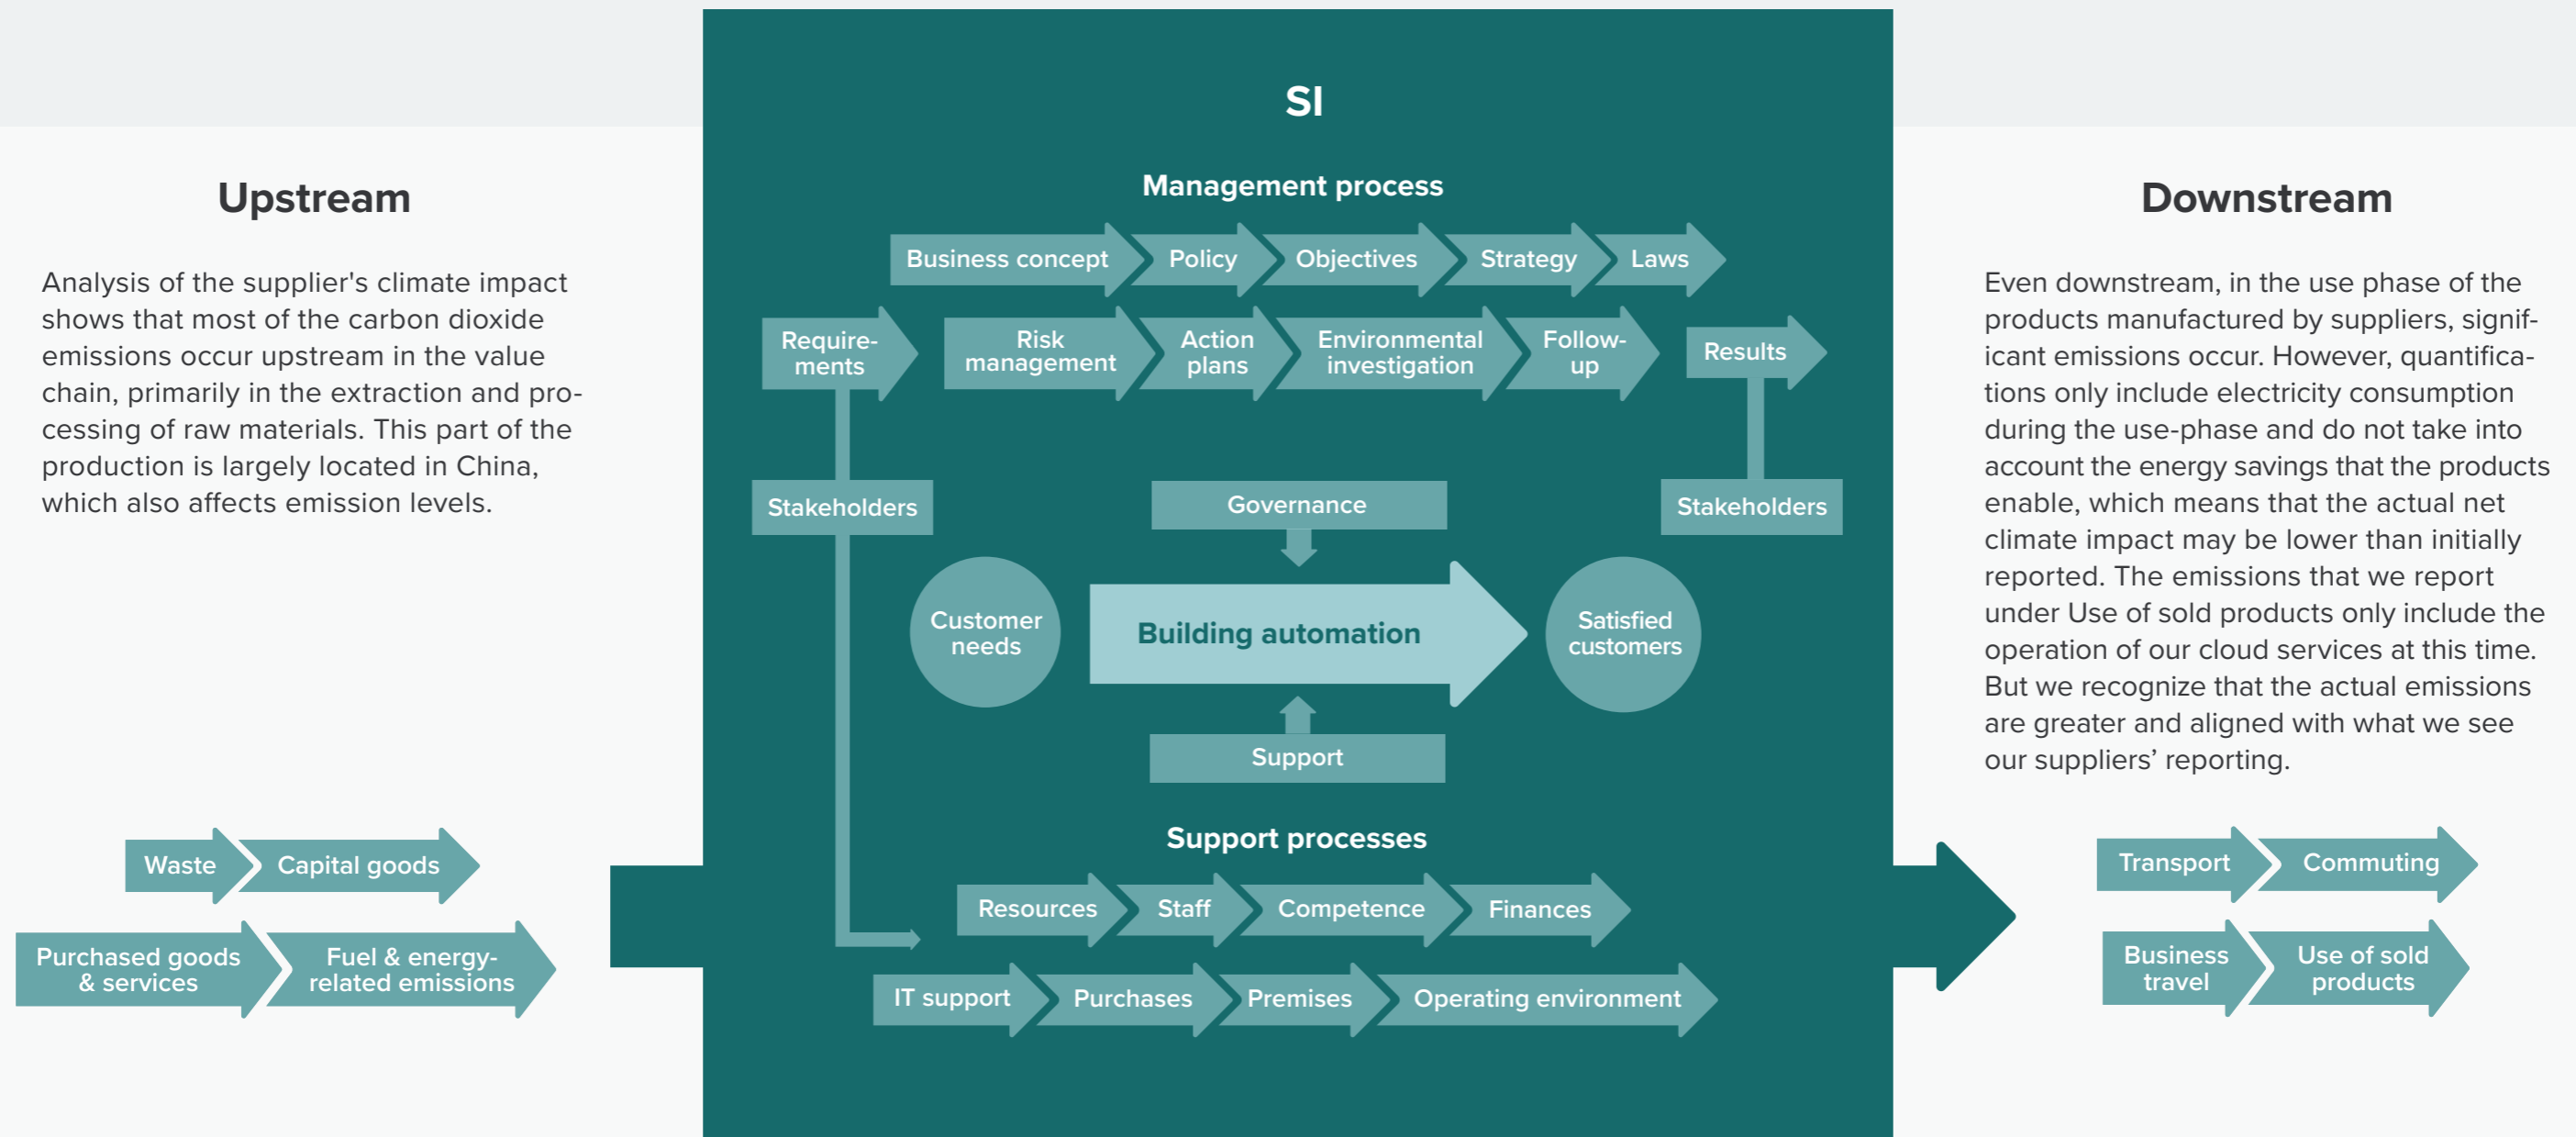 Upstream
Analysis of the supplier's climate impact
shows that most of the carbon dioxide
emissions occur upstream in the value
chain, primarily in the extraction and pro-
cessing of raw materials. This part of the
production is largely located in China,
which also affects emission levels.
Waste
Capital goods
Purchased goods
& services
Fuel & energy-
related emissions
SI
Management process
Business concept
Policy
Objectives
Strategy
Laws
Require-
ments
Risk
management
Action
plans
Environmental
investigation
Follow-
up
Results
Stakeholders
Governance
Stakeholders
Customer
needs
Building automation
Satisfied
customers
Support
Support processes
Resources
Staff
Competence
Finances
IT support
Purchases
Premises
Operating environment
Downstream
Even downstream, in the use phase of the
products manufactured by suppliers, signif-
icant emissions occur. However, quantifica-
tions only include electricity consumption
during the use-phase and do not take into
account the energy savings that the products
enable, which means that the actual net
climate impact may be lower than initially
reported. The emissions that we report
under Use of sold products only include the
operation of our cloud services at this time.
But we recognize that the actual emissions
are greater and aligned with what we see
our suppliers’ reporting.
Transport
Commuting
Business
travel
Use of sold
products